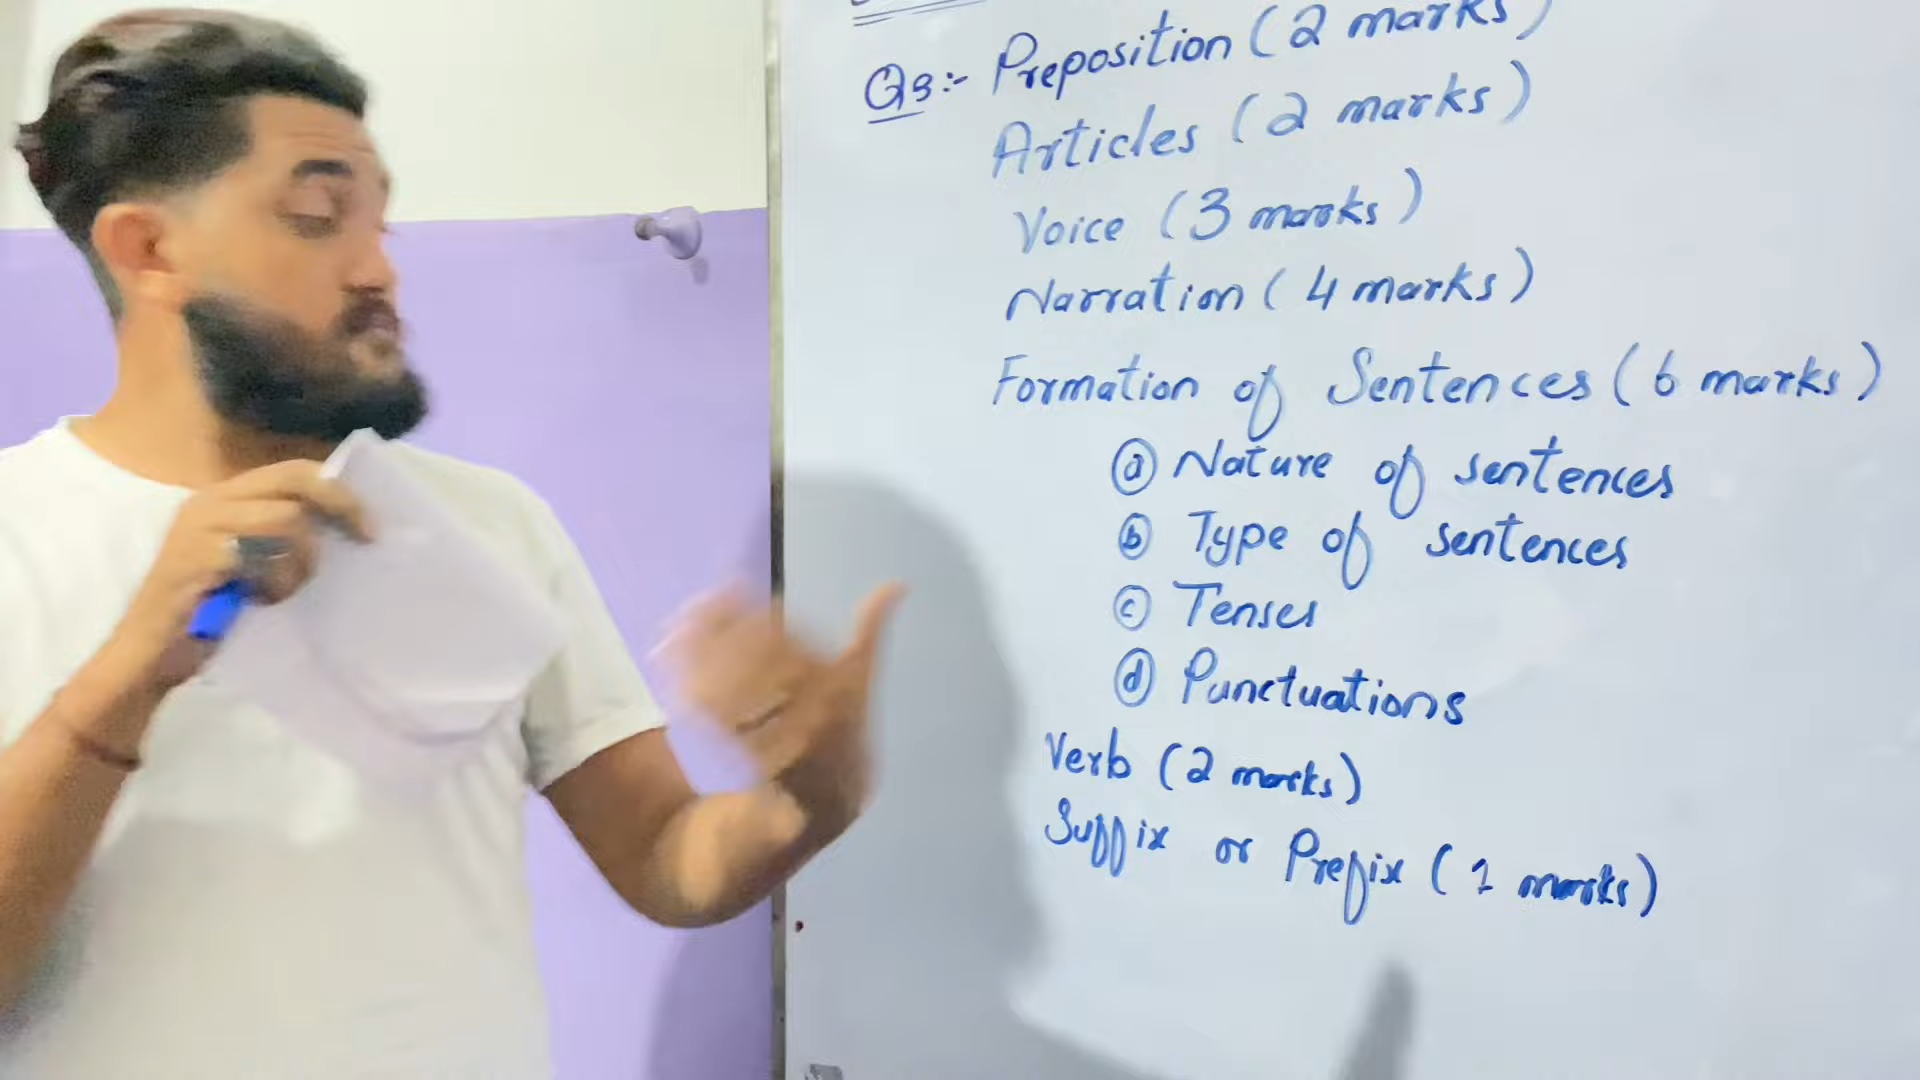 Q3:- Preposition (2 marks)
Articles (2 marks)
Voice (3 marks)
Narration (4 marks)
Formation of Sentences (6 marks)
(a) Nature of sentences
(b) Type of sentences
(c) Tenses
(d) Punctuations
Verb (2 marks)
Suffix or Prefix (1 marks)